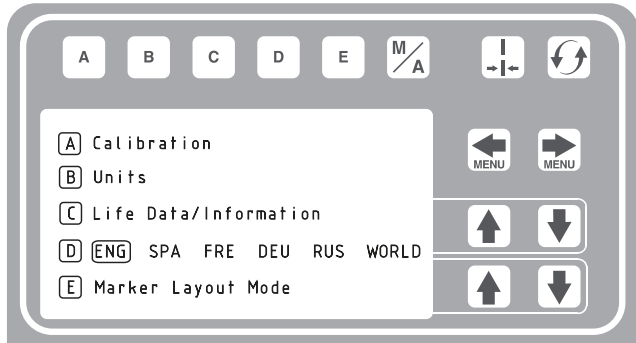 A B C D E M/A
MENU MENU
A Calibration
B Units
C Life Data/Information
D ENG SPA FRE DEU RUS WORLD
E Marker Layout Mode